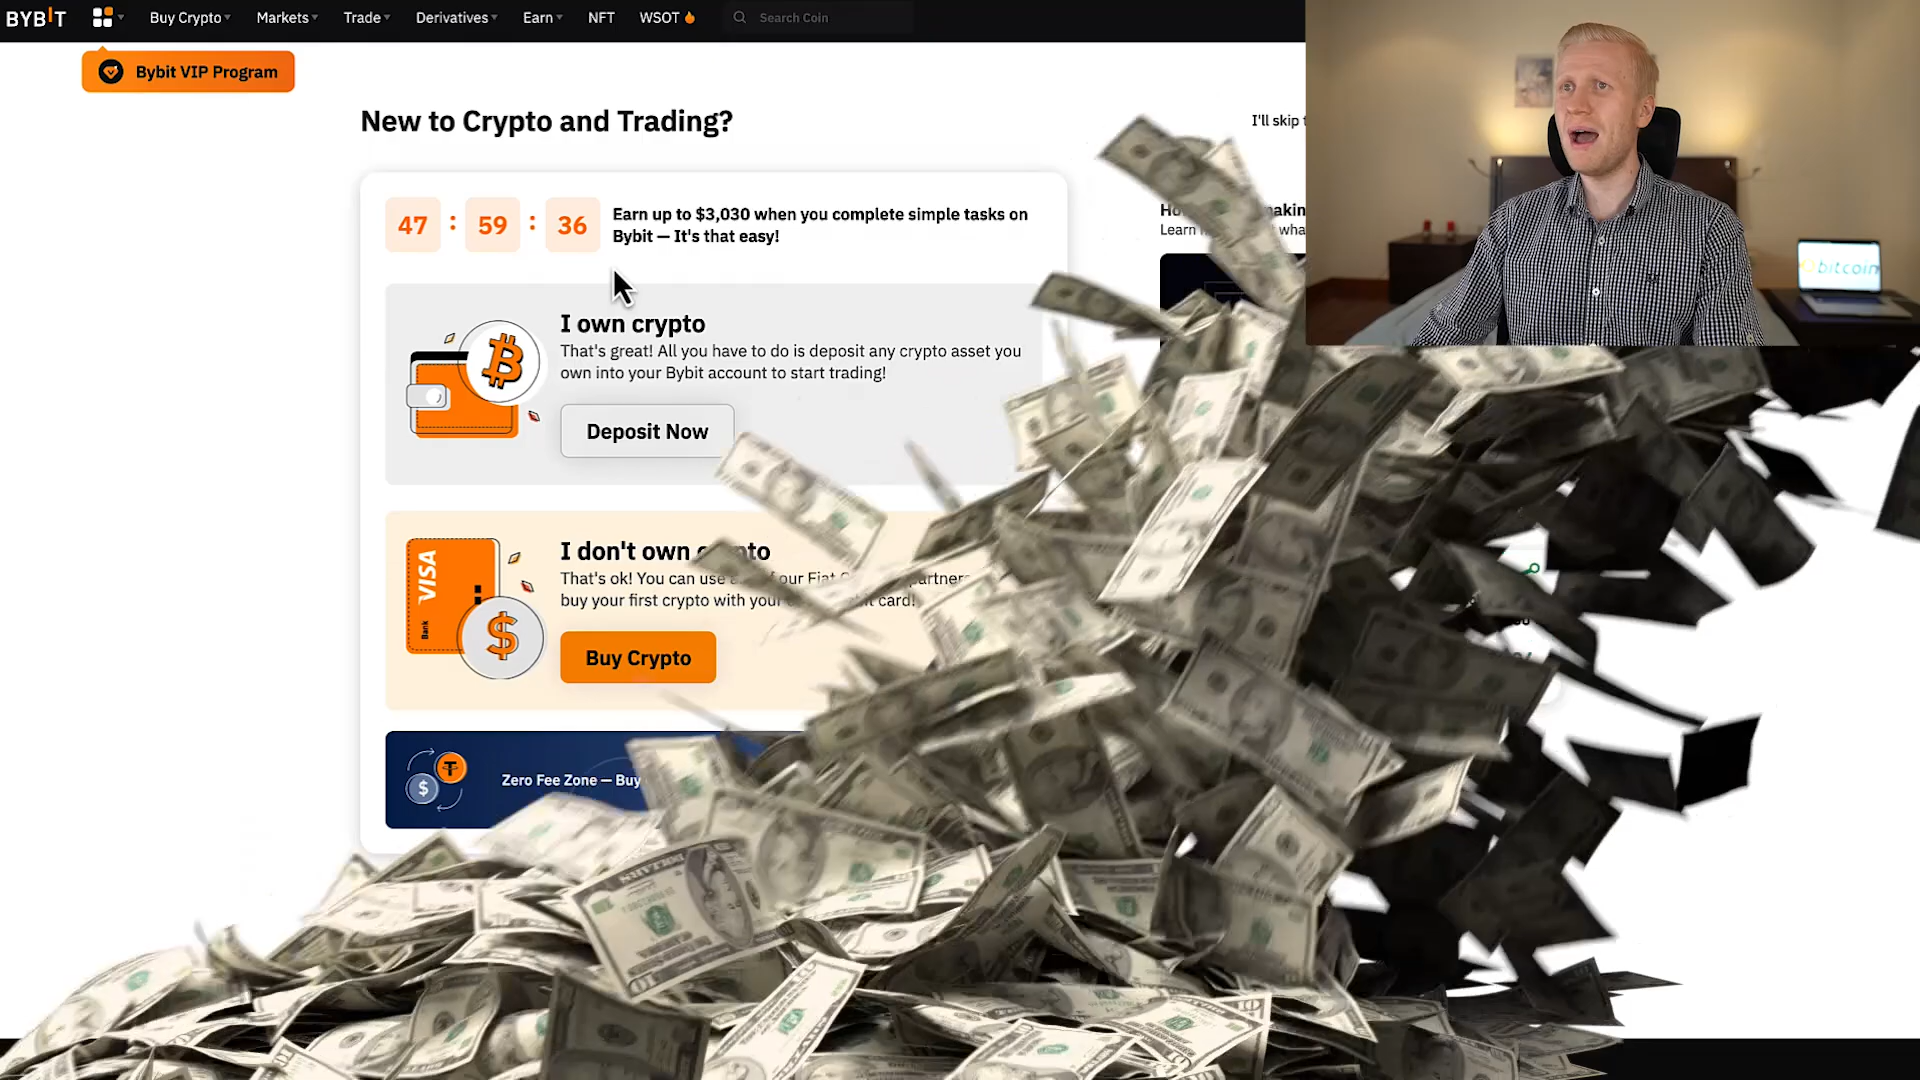 BYBIT
Buy Crypto
Markets
Trade
Derivatives
Earn
NFT
WSOT
Search Coin
Bybit VIP Program
New to Crypto and Trading?
I'll skip
47 : 59 : 36
Earn up to $3,030 when you complete simple tasks on
Bybit — It's that easy!
Learn
I own crypto
That's great! All you have to do is deposit any crypto asset you
own into your Bybit account to start trading!
Deposit Now
bitcoin
VISA
Bank
I don't own
That's ok! You can use our Fiat
buy your first crypto with your card!
Buy Crypto
Zero Fee Zone — Buy